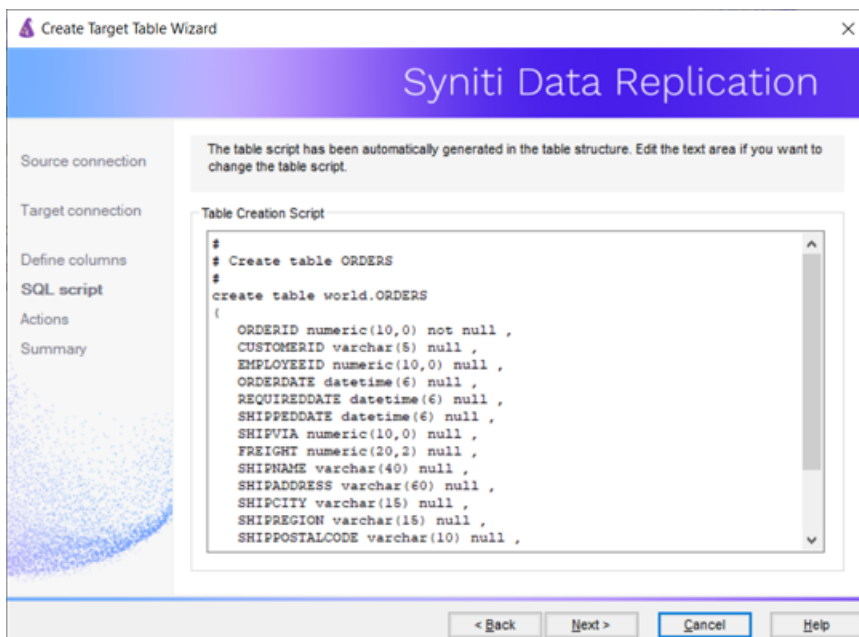 Create Target Table Wizard
Syniti Data Replication
Source connection
Target connection
Define columns
SQL script
Actions
Summary
The table script has been automatically generated in the table structure. Edit the text area if you want to
change the table script.
Table Creation Script
#
# Create table ORDERS
#
create table world.ORDERS
(
ORDERID numeric(10,0) not null ,
CUSTOMERID varchar(5) null ,
EMPLOYEEID numeric(10,0) null ,
ORDERDATE datetime(6) null ,
REQUIREDDATE datetime(6) null ,
SHIPPEDDATE datetime(6) null ,
SHIPVIA numeric(10,0) null ,
FREIGHT numeric(20,2) null ,
SHIPNAME varchar(40) null ,
SHIPADDRESS varchar(60) null ,
SHIPCITY varchar(15) null ,
SHIPREGION varchar(15) null ,
SHIPPOSTALCODE varchar(10) null ,
< Back
Next >
Cancel
Help